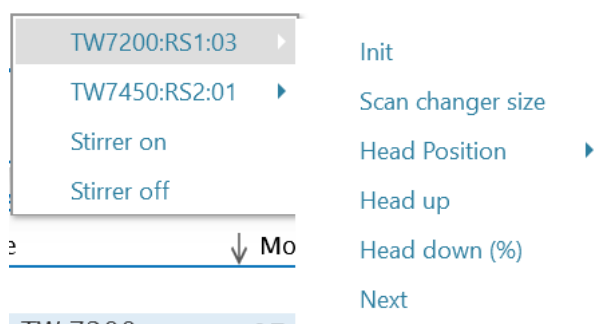 TW7200:RS1:03
TW7450:RS2:01
Stirrer on
Stirrer off
e Mo
Init
Scan changer size
Head Position
Head up
Head down (%)
Next